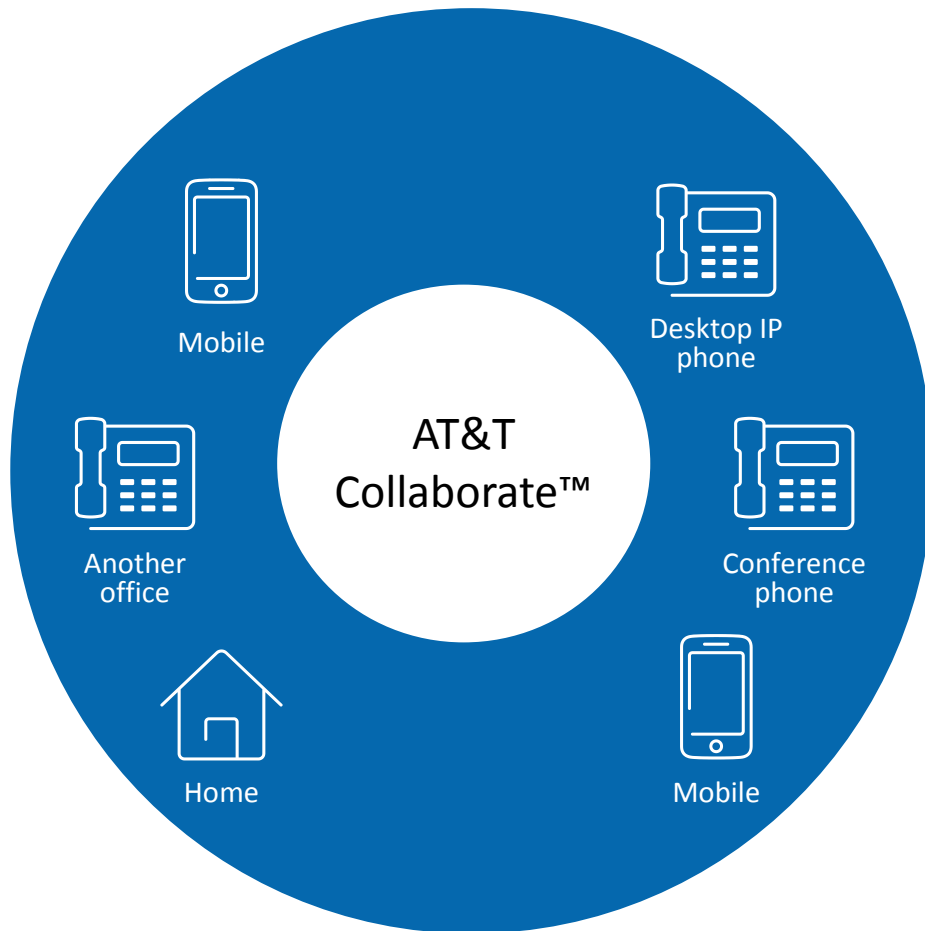 Mobile
Desktop IP
phone
AT&T
Collaborate™
Another
office
Conference
phone
Home
Mobile